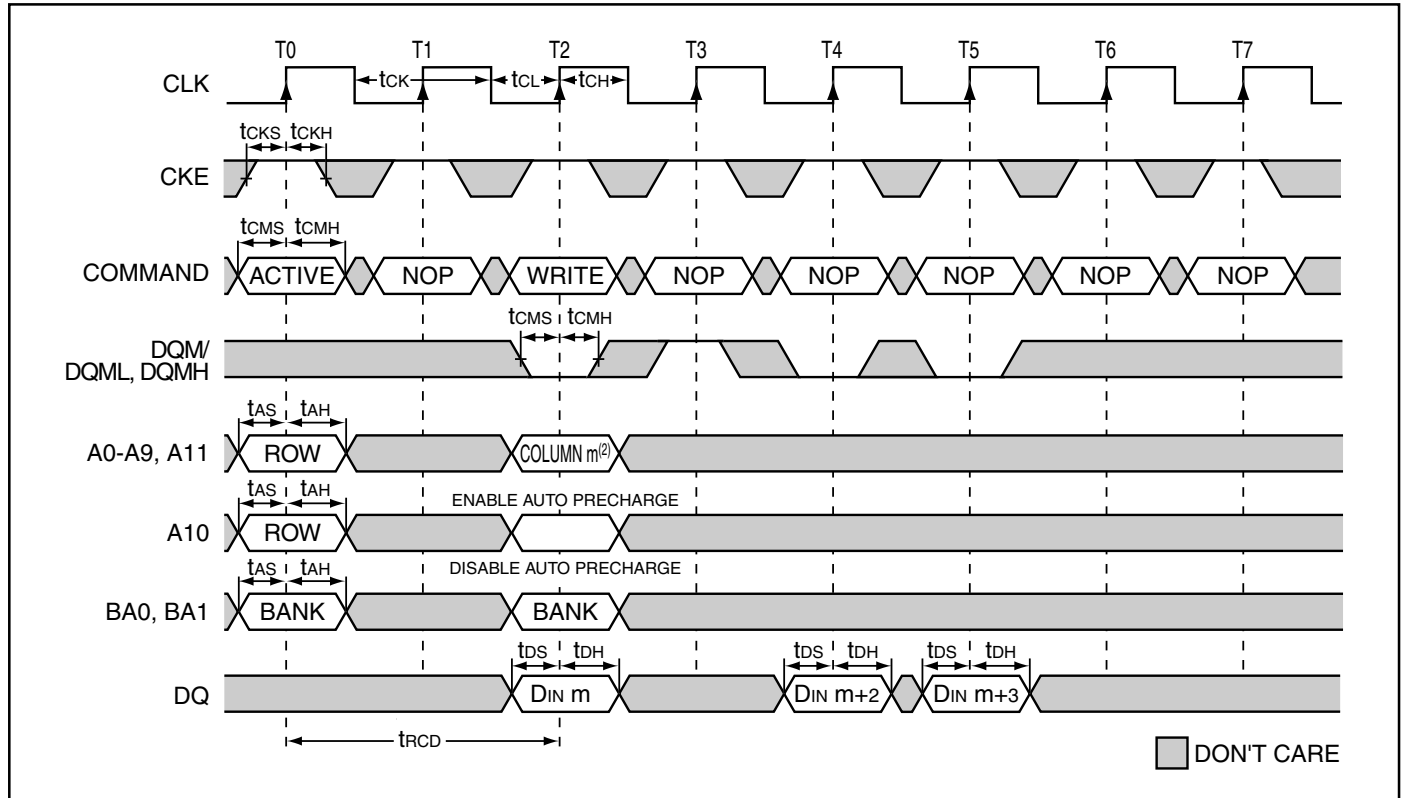 T0 T1 T2 T3 T4 T5 T6 T7
CLK
tCK tCL tCH
tCKS tCKH
CKE
tCMS tCMH
COMMAND ACTIVE NOP WRITE NOP NOP NOP NOP NOP
tCMS tCMH
DQM/
DQML, DQMH
tAS tAH
A0-A9, A11 ROW COLUMN m(2)
tAS tAH
ENABLE AUTO PRECHARGE
A10 ROW
tAS tAH
DISABLE AUTO PRECHARGE
BA0, BA1 BANK BANK
tDS tDH tDS tDH tDS tDH
DQ DIN m DIN m+2 DIN m+3
tRCD
DON'T CARE